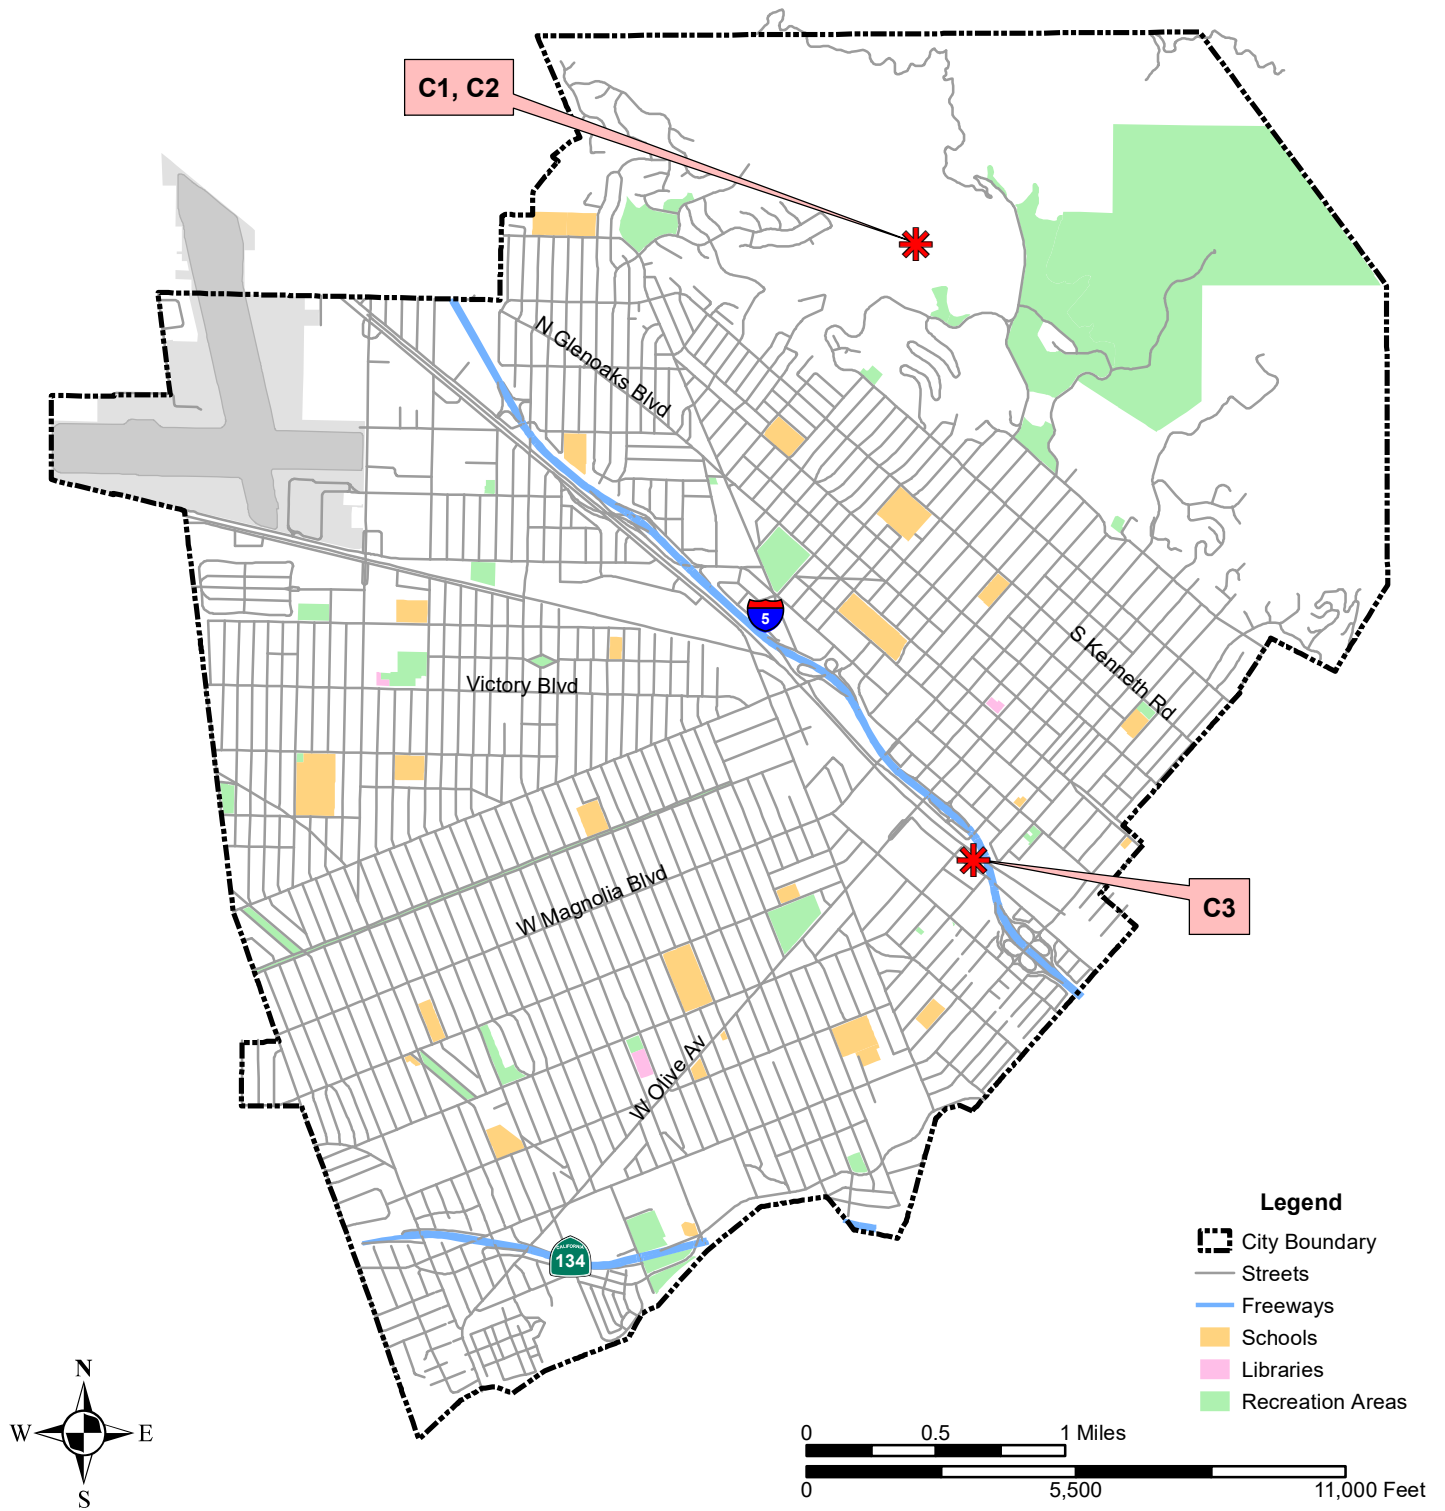 C1, C2
N Glenoaks Blvd
5
S Kenneth Rd
Victory Blvd
W Magnolia Blvd
C3
W Olive Av
CALIFORNIA
134
Legend
City Boundary
Streets
Freeways
Schools
Libraries
Recreation Areas
N
W E
S
0 0.5 1 Miles
0 5,500 11,000 Feet